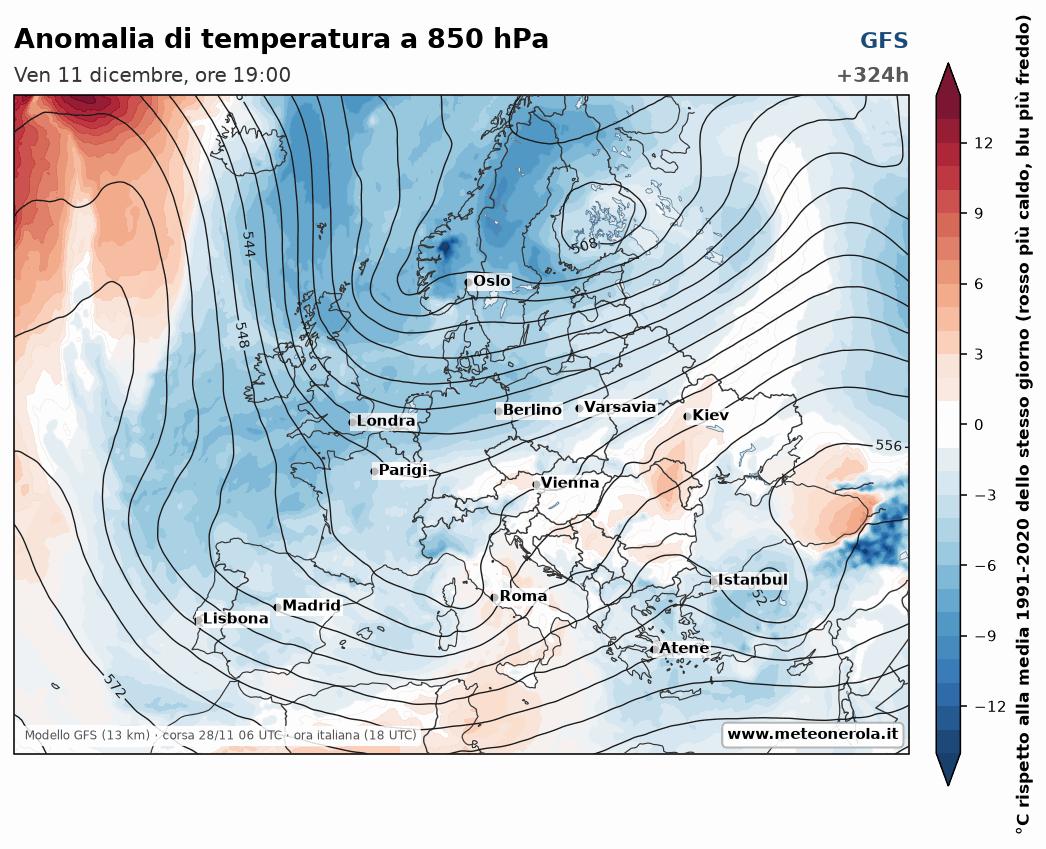 Anomalia di temperatura a 850 hPa
GFS
Ven 11 dicembre, ore 19:00
+324h
544
508
Oslo
548
Londra
Berlino
Varsavia
Kiev
556
Parigi
Vienna
Istanbul
Madrid
Roma
Lisbona
Atene
572
Modello GFS (13 km) · corsa 28/11 06 UTC · ora italiana (18 UTC)
www.meteonerola.it
12
9
6
3
0
−3
−6
−9
−12
°C rispetto alla media 1991-2020 dello stesso giorno (rosso più caldo, blu più freddo)